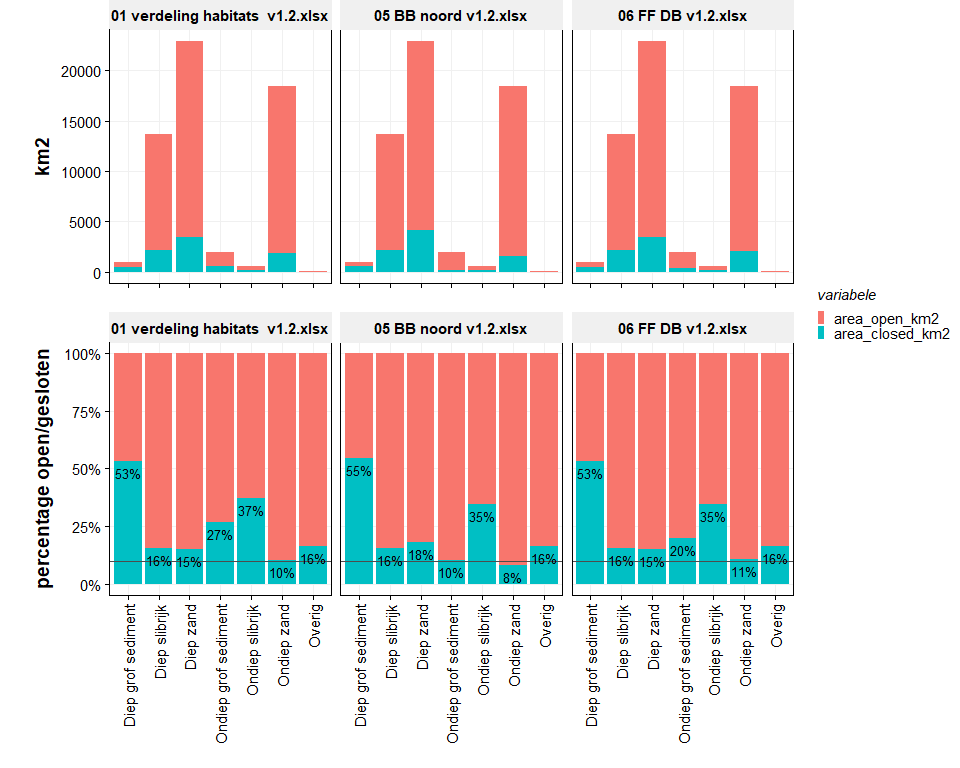 01 verdeling habitats  v1.2.xlsx
05 BB noord v1.2.xlsx
06 FF DB v1.2.xlsx
km2
20000
15000
10000
5000
0
variabele
area_open_km2
area_closed_km2
01 verdeling habitats  v1.2.xlsx
05 BB noord v1.2.xlsx
06 FF DB v1.2.xlsx
percentage open/gesloten
100%
75%
50%
25%
0%
53%
16%
15%
27%
37%
10%
16%
55%
16%
18%
10%
35%
8%
16%
53%
16%
15%
20%
35%
11%
16%
Diep grof sediment
Diep slibrijk
Diep zand
Ondiep grof sediment
Ondiep slibrijk
Ondiep zand
Overig
Diep grof sediment
Diep slibrijk
Diep zand
Ondiep grof sediment
Ondiep slibrijk
Ondiep zand
Overig
Diep grof sediment
Diep slibrijk
Diep zand
Ondiep grof sediment
Ondiep slibrijk
Ondiep zand
Overig